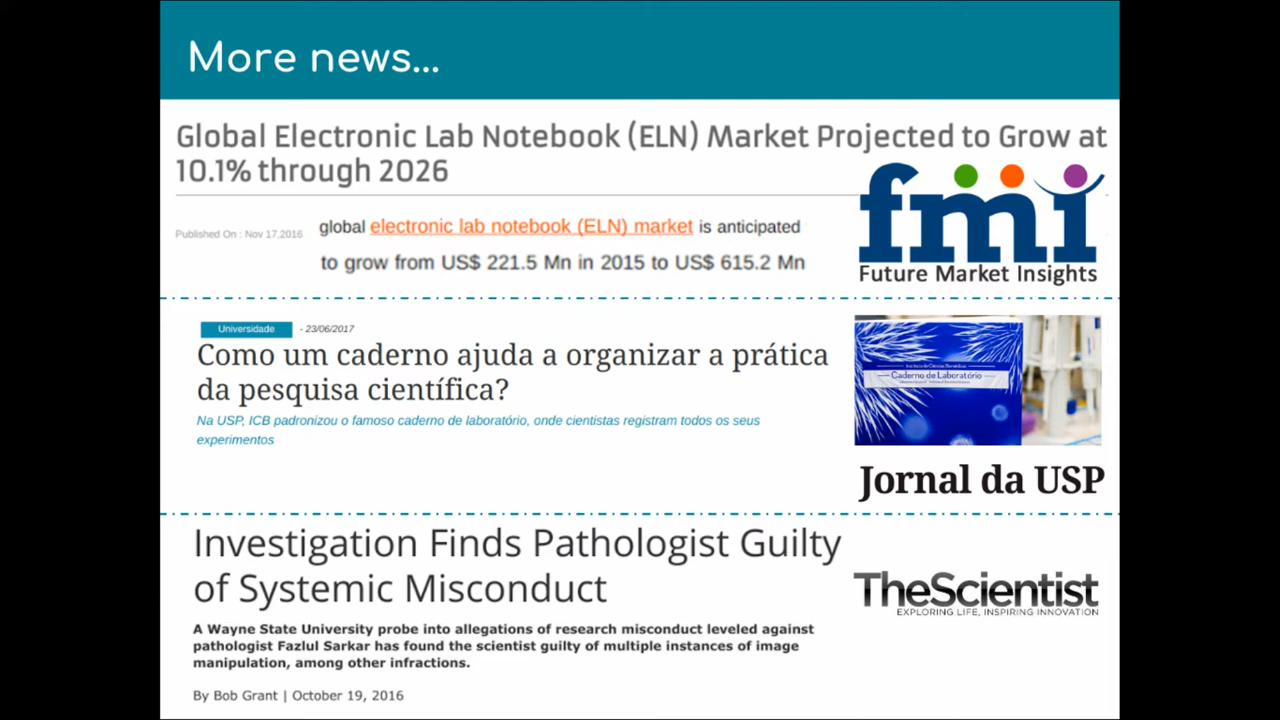 More news...
Global Electronic Lab Notebook (ELN) Market Projected to Grow at
10.1% through 2026
fmi
Future Market Insights
Published On : Nov 17,2016
global electronic lab notebook (ELN) market is anticipated
to grow from US$ 221.5 Mn in 2015 to US$ 615.2 Mn
Universidade - 23/06/2017
Como um caderno ajuda a organizar a prática
da pesquisa científica?
Na USP, ICB padronizou o famoso caderno de laboratório, onde cientistas registram todos os seus
experimentos
Instituto de Ciências Biomédicas
Caderno de Laboratório
Jornal da USP
Investigation Finds Pathologist Guilty
of Systemic Misconduct
TheScientist
EXPLORING LIFE, INSPIRING INNOVATION
A Wayne State University probe into allegations of research misconduct leveled against
pathologist Fazlul Sarkar has found the scientist guilty of multiple instances of image
manipulation, among other infractions.
By Bob Grant | October 19, 2016